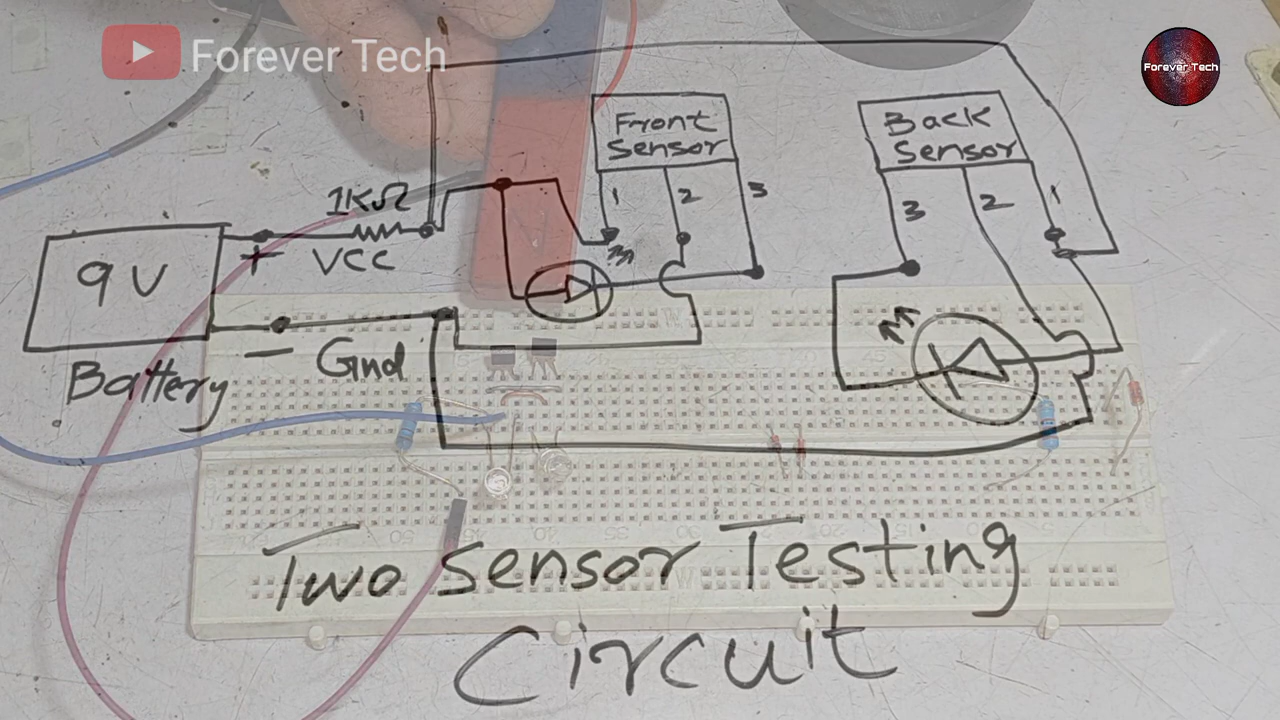 Forever Tech
Forever Tech
Front
Sensor
Back
Sensor
1
2
3
3
2
1
1KΩ
+
VCC
9V
-
Gnd
Battery
Two Sensor Testing
Circuit